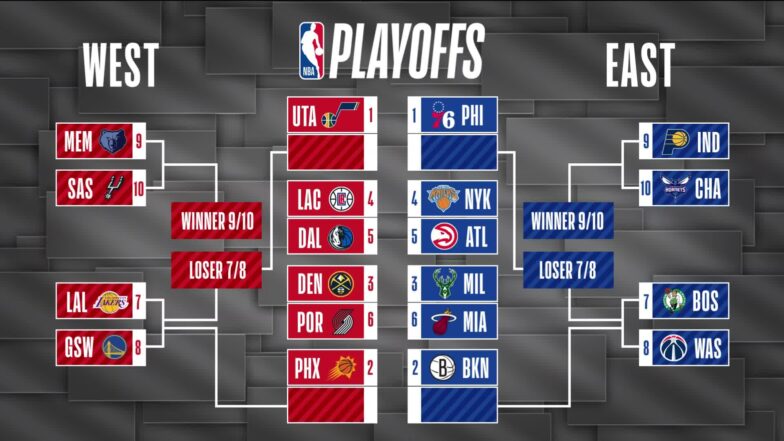 NBA PLAYOFFS
WEST
EAST
UTA 1
MEM 9
SAS 10
WINNER 9/10
LOSER 7/8
LAL LAKERS 7
GSW 8
LAC 4
DAL 5
DEN 3
POR 6
PHX 2
1 76 PHI
4 NYK
5 ATL
3 MIL
6 MIA
2 B BKN
9 IND
10 CHA
WINNER 9/10
LOSER 7/8
7 BOS
8 WAS